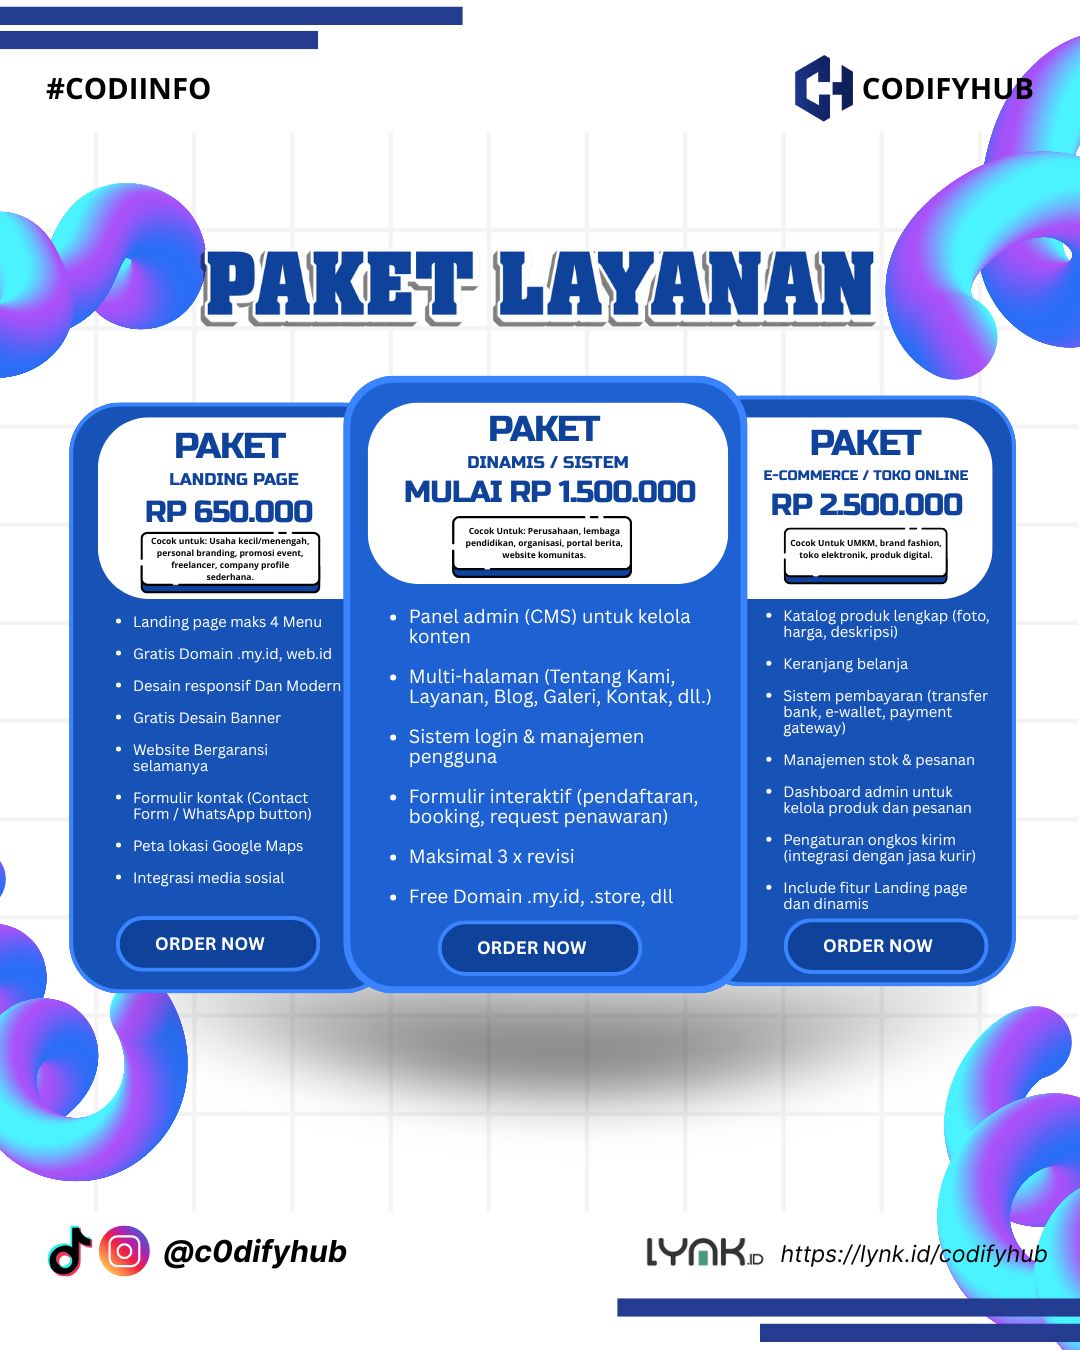 #CODIINFO
CODIFYHUB
PAKET LAYANAN
PAKET
LANDING PAGE
RP 650.000
Cocok untuk: Usaha kecil/menengah,
personal branding, promosi event,
freelancer, company profile
sederhana.
Landing page maks 4 Menu
Gratis Domain .my.id, web.id
Desain responsif Dan Modern
Gratis Desain Banner
Website Bergaransi
selamanya
Formulir kontak (Contact
Form / WhatsApp button)
Peta lokasi Google Maps
Integrasi media sosial
ORDER NOW
PAKET
DINAMIS / SISTEM
MULAI RP 1.500.000
Cocok Untuk: Perusahaan, lembaga
pendidikan, organisasi, portal berita,
website komunitas.
Panel admin (CMS) untuk kelola
konten
Multi-halaman (Tentang Kami,
Layanan, Blog, Galeri, Kontak, dll.)
Sistem login & manajemen
pengguna
Formulir interaktif (pendaftaran,
booking, request penawaran)
Maksimal 3 x revisi
Free Domain .my.id, .store, dll
ORDER NOW
PAKET
E-COMMERCE / TOKO ONLINE
RP 2.500.000
Cocok Untuk UMKM, brand fashion,
toko elektronik, produk digital.
Katalog produk lengkap (foto,
harga, deskripsi)
Keranjang belanja
Sistem pembayaran (transfer
bank, e-wallet, payment
gateway)
Manajemen stok & pesanan
Dashboard admin untuk
kelola produk dan pesanan
Pengaturan ongkos kirim
(integrasi dengan jasa kurir)
Include fitur Landing page
dan dinamis
ORDER NOW
@c0difyhub
LYNK.ID
https://lynk.id/codifyhub